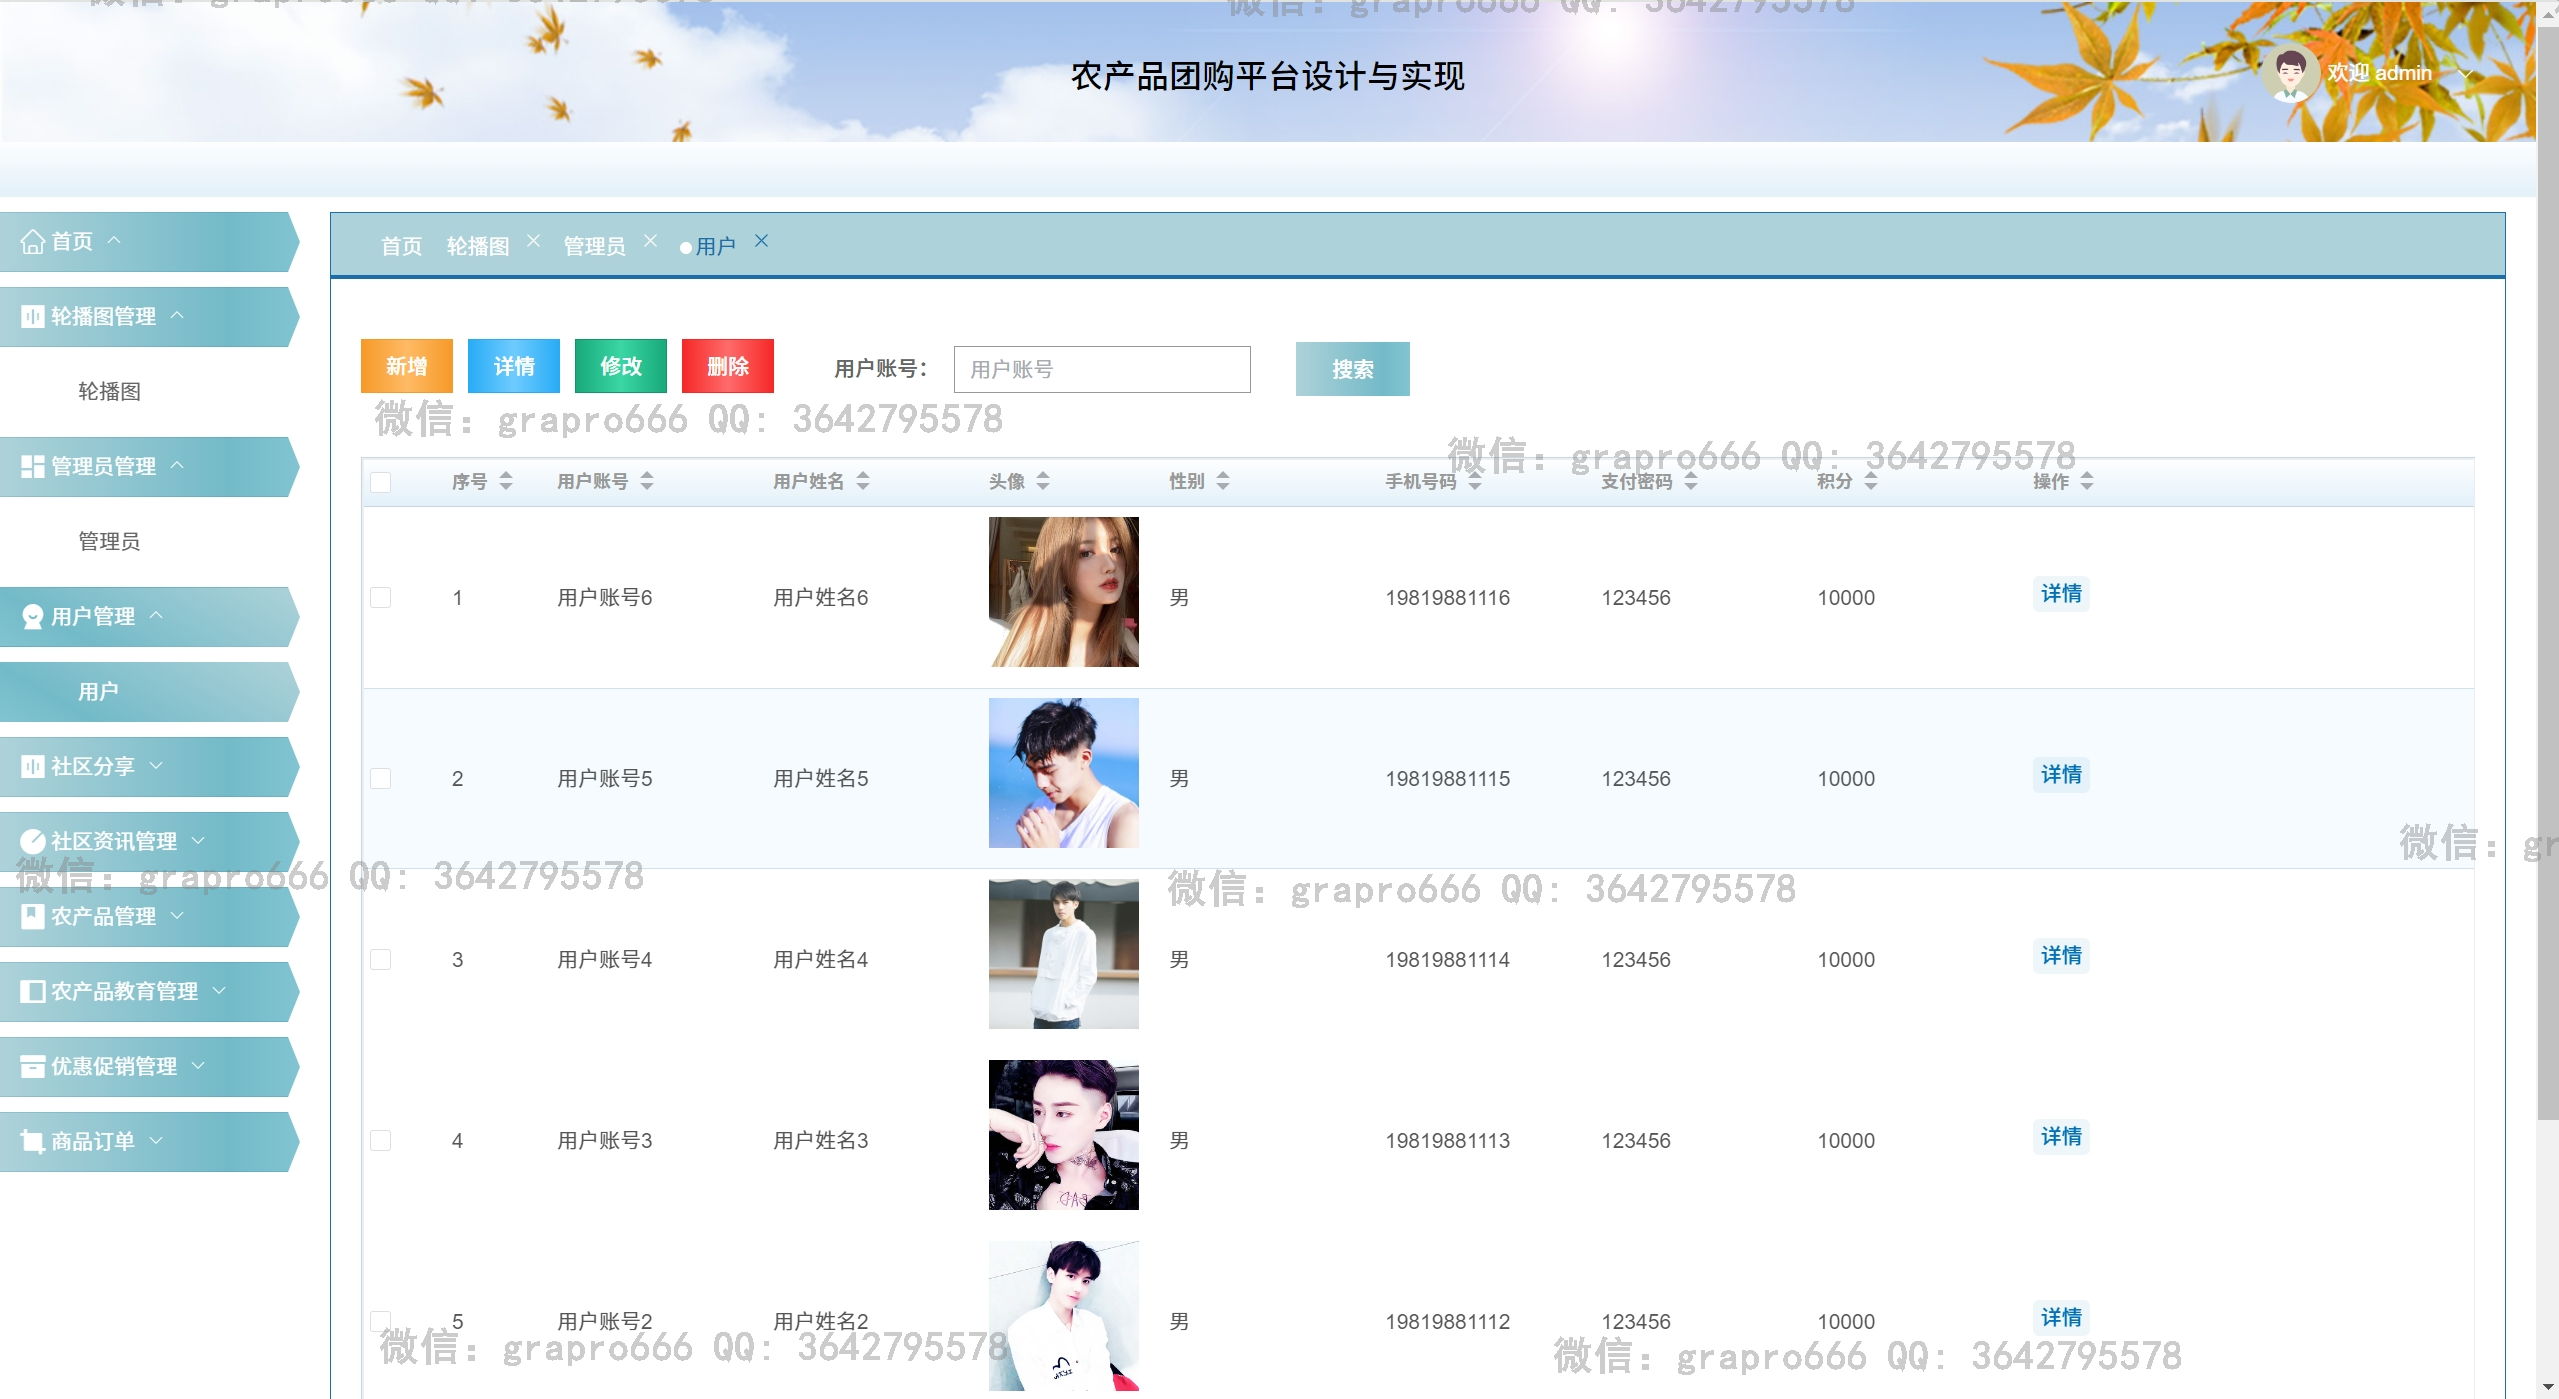 微信: grapro666 QQ: 3642795578
微信: grapro666 QQ: 3642795578
农产品团购平台设计与实现
欢迎 admin
首页
轮播图管理
轮播图
管理员管理
管理员
用户管理
用户
社区分享
社区资讯管理
农产品管理
农产品教育管理
优惠促销管理
商品订单
首页 轮播图 管理员 用户
新增 详情 修改 删除 用户账号: 用户账号 搜索
微信: grapro666 QQ: 3642795578
微信: grapro666 QQ: 3642795578
序号 用户账号 用户姓名 头像 性别 手机号码 支付密码 积分 操作
1 用户账号6 用户姓名6 男 19819881116 123456 10000 详情
2 用户账号5 用户姓名5 男 19819881115 123456 10000 详情
微信: gr
微信: grapro666 QQ: 3642795578
微信: grapro666 QQ: 3642795578
3 用户账号4 用户姓名4 男 19819881114 123456 10000 详情
4 用户账号3 用户姓名3 男 19819881113 123456 10000 详情
5 用户账号2 用户姓名2 男 19819881112 123456 10000 详情
微信: grapro666 QQ: 3642795578
微信: grapro666 QQ: 3642795578